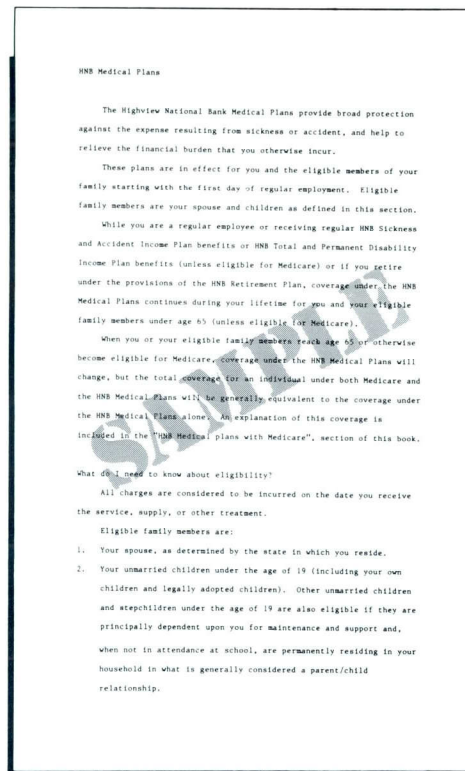 HNB Medical Plans
The Highview National Bank Medical Plans provide broad protection
against the expense resulting from sickness or accident, and help to
relieve the financial burden that you otherwise incur.
These plans are in effect for you and the eligible members of your
family starting with the first day of regular employment. Eligible
family members are your spouse and children as defined in this section.
While you are a regular employee or receiving regular HNB Sickness
and Accident Income Plan benefits or HNB Total and Permanent Disability
Income Plan benefits (unless eligible for Medicare) or if you retire
under the provisions of the HNB Retirement Plan, coverage under the HNB
Medical Plans continues during your lifetime for you and your eligible
family members under age 65 (unless eligible for Medicare).
When you or your eligible family members reach age 65 or otherwise
become eligible for Medicare, coverage under the HNB Medical Plans will
change, but the total coverage for an individual under both Medicare and
the HNB Medical Plans will be generally equivalent to the coverage under
the HNB Medical Plans alone. An explanation of this coverage is
included in the "HNB Medical plans with Medicare", section of this book.
SAMPLE
What do I need to know about eligibility?
All charges are considered to be incurred on the date you receive
the service, supply, or other treatment.
Eligible family members are:
1. Your spouse, as determined by the state in which you reside.
2. Your unmarried children under the age of 19 (including your own
children and legally adopted children). Other unmarried children
and stepchildren under the age of 19 are also eligible if they are
principally dependent upon you for maintenance and support and,
when not in attendance at school, are permanently residing in your
household in what is generally considered a parent/child
relationship.